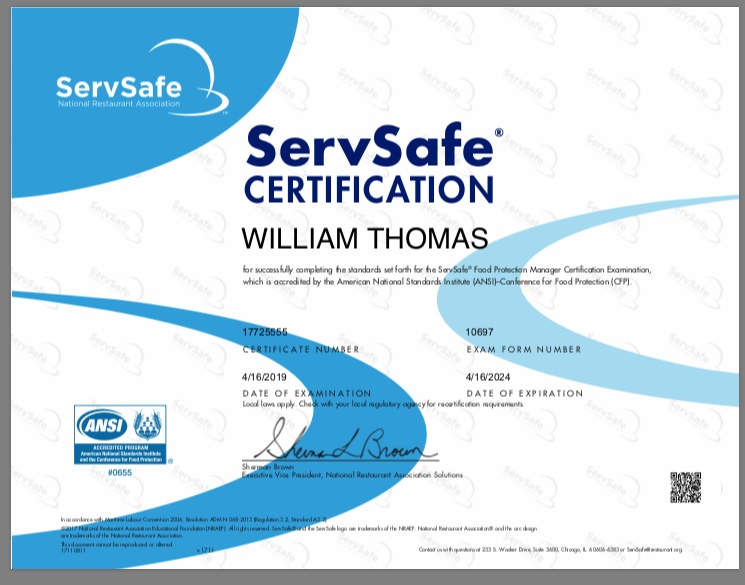 ServSafe
National Restaurant Association
ServSafe®
CERTIFICATION
WILLIAM THOMAS
for successfully completing the standards set forth for the ServSafe® Food Protection Manager Certification Examination,
which is accredited by the American National Standards Institute (ANSI)–Conference for Food Protection (CFP).
17725555
10697
CERTIFICATE NUMBER
EXAM FORM NUMBER
4/16/2019
4/16/2024
DATE OF EXAMINATION
DATE OF EXPIRATION
Local laws apply. Check with your local regulatory agency for recertification requirements.
ANSI
ACCREDITED PROGRAM
American National Standards Institute
and the Conference for Food Protection
®
#0655
Sherman Brown
Executive Vice President, National Restaurant Association Solutions
In accordance with Maritime Labour Convention 2006, Resolution ADM N 068-2013 (Regulation 3.2, Standard A3.2)
©2017 National Restaurant Association Educational Foundation (NRAEF). All rights reserved. ServSafe® and the ServSafe logo are trademarks of the NRAEF. National Restaurant Association® and the arc design
are trademarks of the National Restaurant Association.
This document cannot be reproduced or altered.
17110811 v.1711
Contact us with questions at 233 S. Wacker Drive, Suite 3600, Chicago, IL 60606-6383 or ServSafe@restaurant.org.